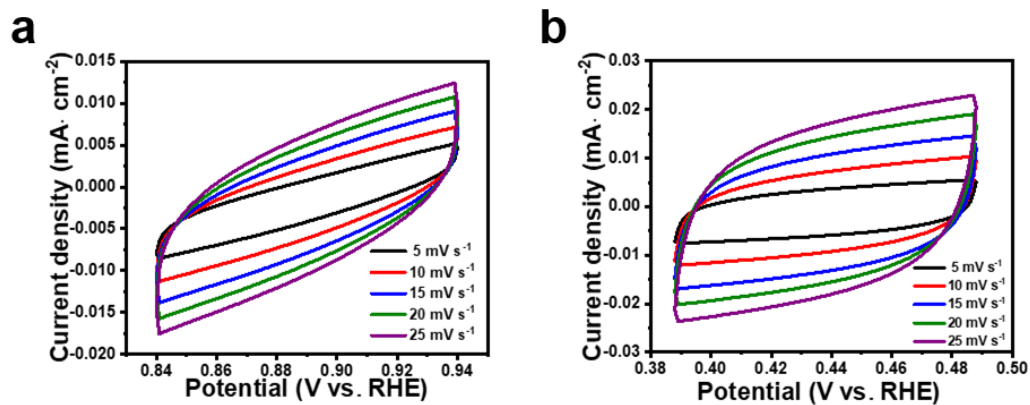 a
Current density (mA· cm⁻²)
0.015
0.010
0.005
0.000
-0.005
-0.010
-0.015
-0.020
0.84 0.86 0.88 0.90 0.92 0.94
Potential (V vs. RHE)
5 mV s⁻¹
10 mV s⁻¹
15 mV s⁻¹
20 mV s⁻¹
25 mV s⁻¹
b
Current density (mA· cm⁻²)
0.03
0.02
0.01
0.00
-0.01
-0.02
-0.03
0.38 0.40 0.42 0.44 0.46 0.48 0.50
Potential (V vs. RHE)
5 mV s⁻¹
10 mV s⁻¹
15 mV s⁻¹
20 mV s⁻¹
25 mV s⁻¹